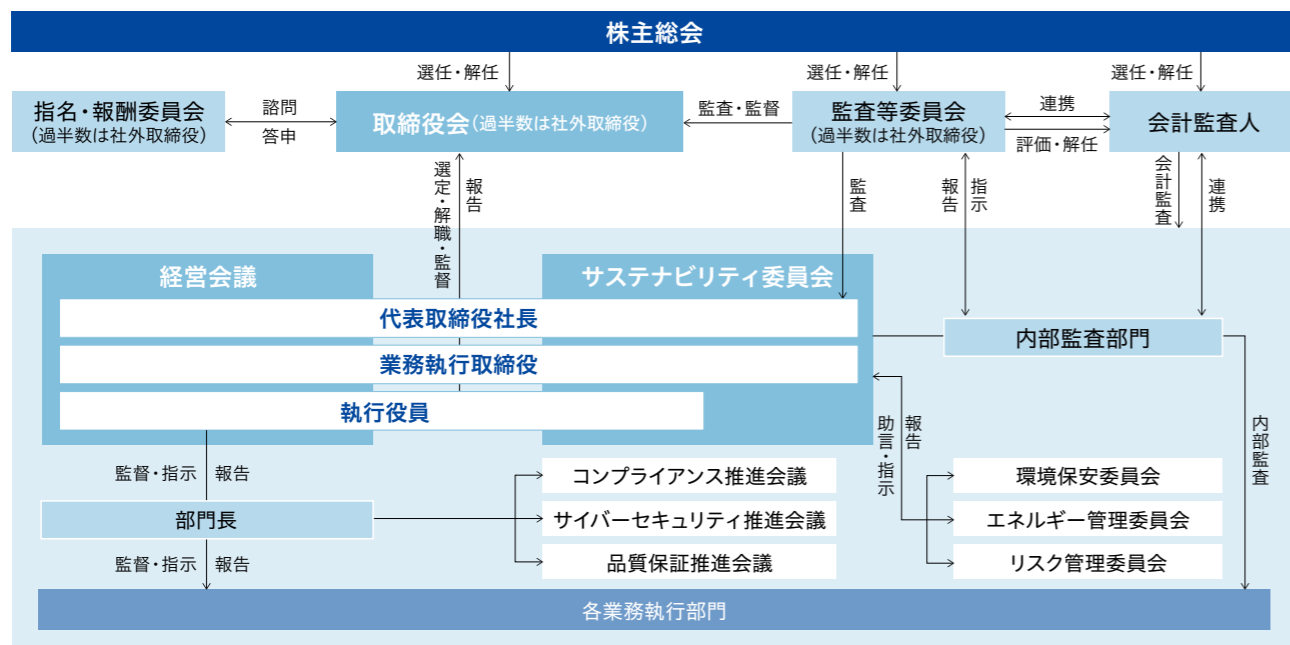 株主総会
選任・解任
選任・解任
選任・解任
指名・報酬委員会
(過半数は社外取締役)
諮問
答申
取締役会(過半数は社外取締役)
監査・監督
監査等委員会
(過半数は社外取締役)
連携
評価・解任
会計監査人
選定・解職・監督
報告
監査
報告
指示
会計監査
連携
経営会議
サステナビリティ委員会
代表取締役社長
業務執行取締役
執行役員
内部監査部門
監督・指示
報告
助言・指示
報告
内部監査
部門長
コンプライアンス推進会議
サイバーセキュリティ推進会議
品質保証推進会議
環境保安委員会
エネルギー管理委員会
リスク管理委員会
監督・指示
報告
各業務執行部門